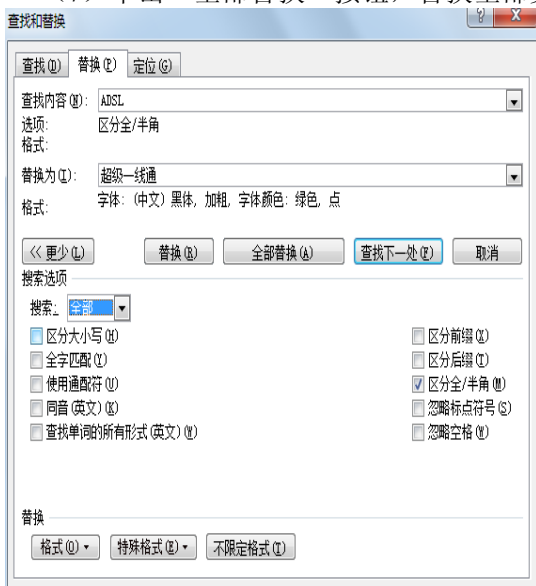 查找和替换
? X
查找(D) 替换(P) 定位(G)
查找内容(N): ADSL
选项: 区分全/半角
格式:
替换为(I): 超级一线通
格式: 字体: (中文) 黑体, 加粗, 字体颜色: 绿色, 点
<< 更少(L) 替换(R) 全部替换(A) 查找下一处(F) 取消
搜索选项
搜索: 全部
区分大小写(H) 区分前缀(X)
全字匹配(Y) 区分后缀(T)
使用通配符(U) 区分全/半角(M)
同音(英文)(K) 忽略标点符号(S)
查找单词的所有形式(英文)(W) 忽略空格(W)
替换
格式(O) 特殊格式(E) 不限定格式(T)